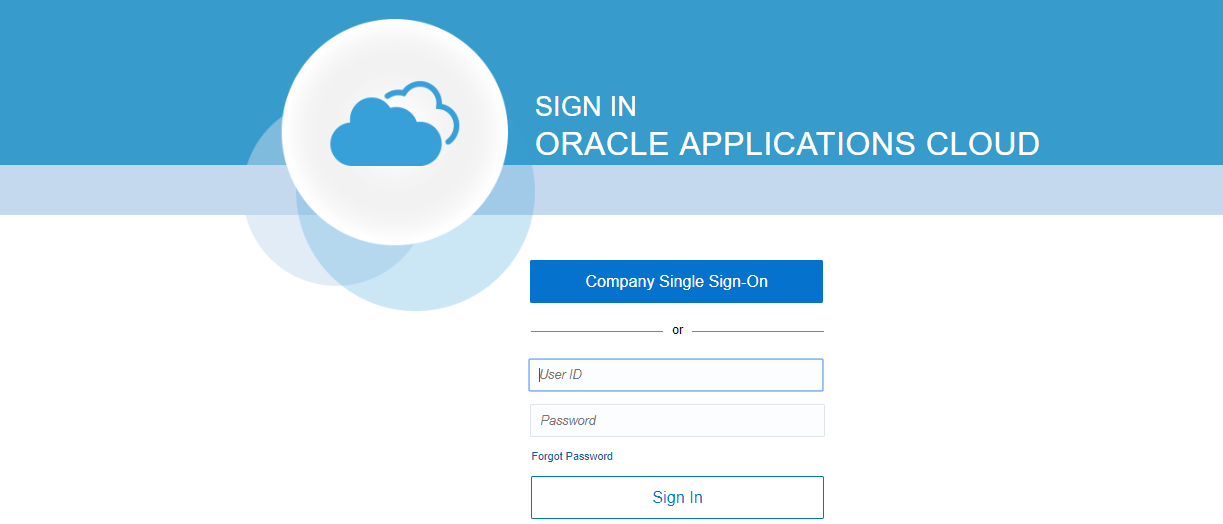 SIGN IN
ORACLE APPLICATIONS CLOUD
Company Single Sign-On
or
User ID
Password
Forgot Password
Sign In